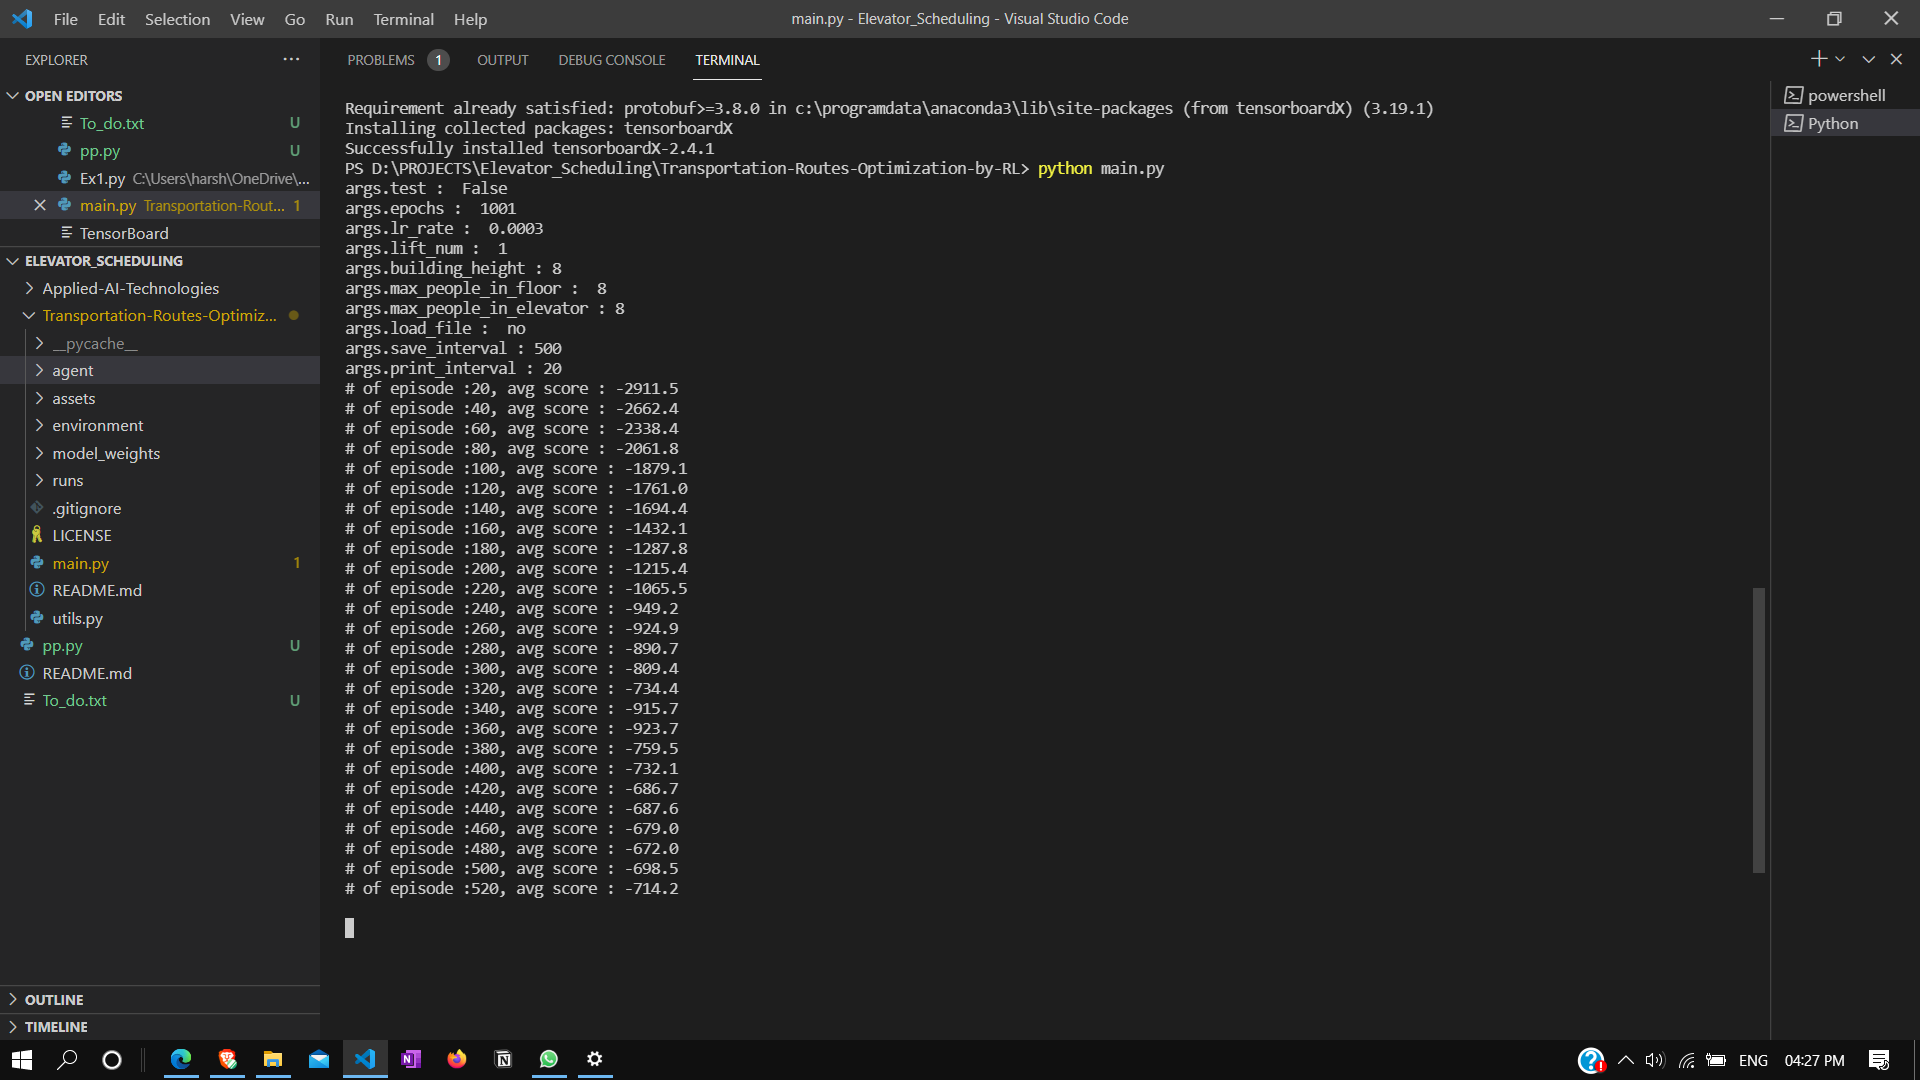 File Edit Selection View Go Run Terminal Help
main.py - Elevator_Scheduling - Visual Studio Code
EXPLORER
OPEN EDITORS
To_do.txt U
pp.py U
Ex1.py C:\Users\harsh\OneDrive\...
main.py Transportation-Rout... 1
TensorBoard
ELEVATOR_SCHEDULING
Applied-AI-Technologies
Transportation-Routes-Optimiz...
__pycache__
agent
assets
environment
model_weights
runs
.gitignore
LICENSE
main.py 1
README.md
utils.py
pp.py U
README.md
To_do.txt U
OUTLINE
TIMELINE
PROBLEMS 1 OUTPUT DEBUG CONSOLE TERMINAL
Requirement already satisfied: protobuf>=3.8.0 in c:\programdata\anaconda3\lib\site-packages (from tensorboardX) (3.19.1)
Installing collected packages: tensorboardX
Successfully installed tensorboardX-2.4.1
PS D:\PROJECTS\Elevator_Scheduling\Transportation-Routes-Optimization-by-RL> python main.py
args.test :  False
args.epochs :  1001
args.lr_rate :  0.0003
args.lift_num :  1
args.building_height : 8
args.max_people_in_floor :  8
args.max_people_in_elevator : 8
args.load_file :  no
args.save_interval : 500
args.print_interval : 20
# of episode :20, avg score : -2911.5
# of episode :40, avg score : -2662.4
# of episode :60, avg score : -2338.4
# of episode :80, avg score : -2061.8
# of episode :100, avg score : -1879.1
# of episode :120, avg score : -1761.0
# of episode :140, avg score : -1694.4
# of episode :160, avg score : -1432.1
# of episode :180, avg score : -1287.8
# of episode :200, avg score : -1215.4
# of episode :220, avg score : -1065.5
# of episode :240, avg score : -949.2
# of episode :260, avg score : -924.9
# of episode :280, avg score : -890.7
# of episode :300, avg score : -809.4
# of episode :320, avg score : -734.4
# of episode :340, avg score : -915.7
# of episode :360, avg score : -923.7
# of episode :380, avg score : -759.5
# of episode :400, avg score : -732.1
# of episode :420, avg score : -686.7
# of episode :440, avg score : -687.6
# of episode :460, avg score : -679.0
# of episode :480, avg score : -672.0
# of episode :500, avg score : -698.5
# of episode :520, avg score : -714.2
powershell
Python
ENG 04:27 PM